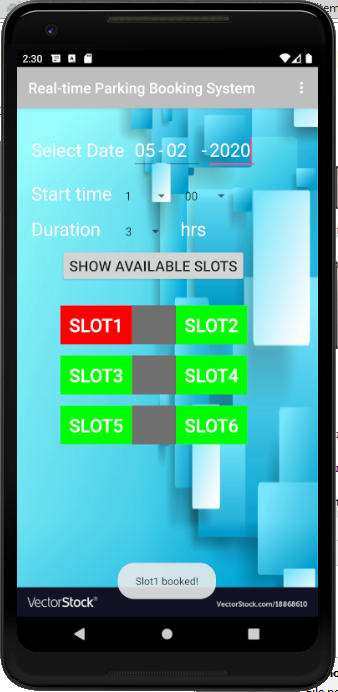 2:30
Real-time Parking Booking System
Select Date 05-02 -2020
Start time 1 00
Duration 3 hrs
SHOW AVAILABLE SLOTS
SLOT1 SLOT2
SLOT3 SLOT4
SLOT5 SLOT6
Slot1 booked!
VectorStock® VectorStock.com/18868610